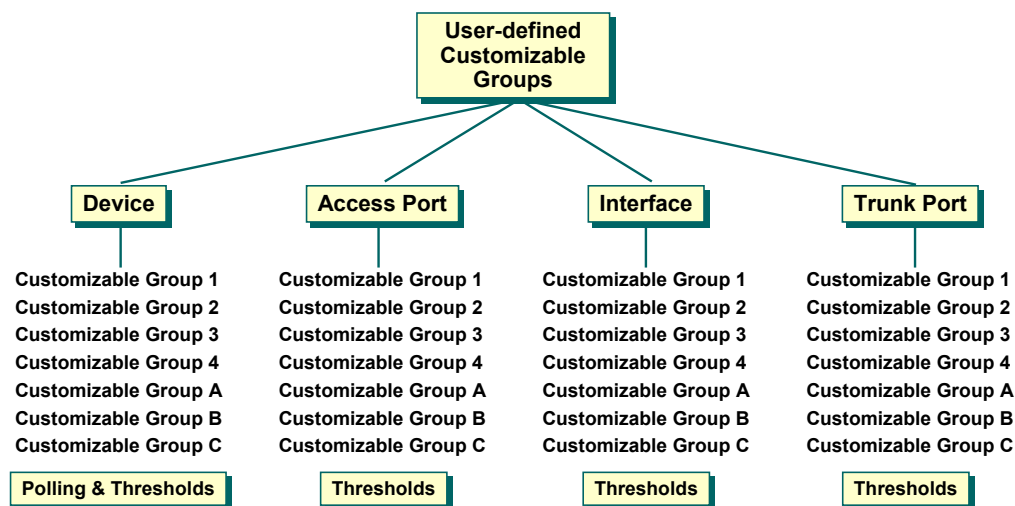 User-defined
Customizable
Groups
Device
Access Port
Interface
Trunk Port
Customizable Group 1
Customizable Group 2
Customizable Group 3
Customizable Group 4
Customizable Group A
Customizable Group B
Customizable Group C
Customizable Group 1
Customizable Group 2
Customizable Group 3
Customizable Group 4
Customizable Group A
Customizable Group B
Customizable Group C
Customizable Group 1
Customizable Group 2
Customizable Group 3
Customizable Group 4
Customizable Group A
Customizable Group B
Customizable Group C
Customizable Group 1
Customizable Group 2
Customizable Group 3
Customizable Group 4
Customizable Group A
Customizable Group B
Customizable Group C
Polling & Thresholds
Thresholds
Thresholds
Thresholds